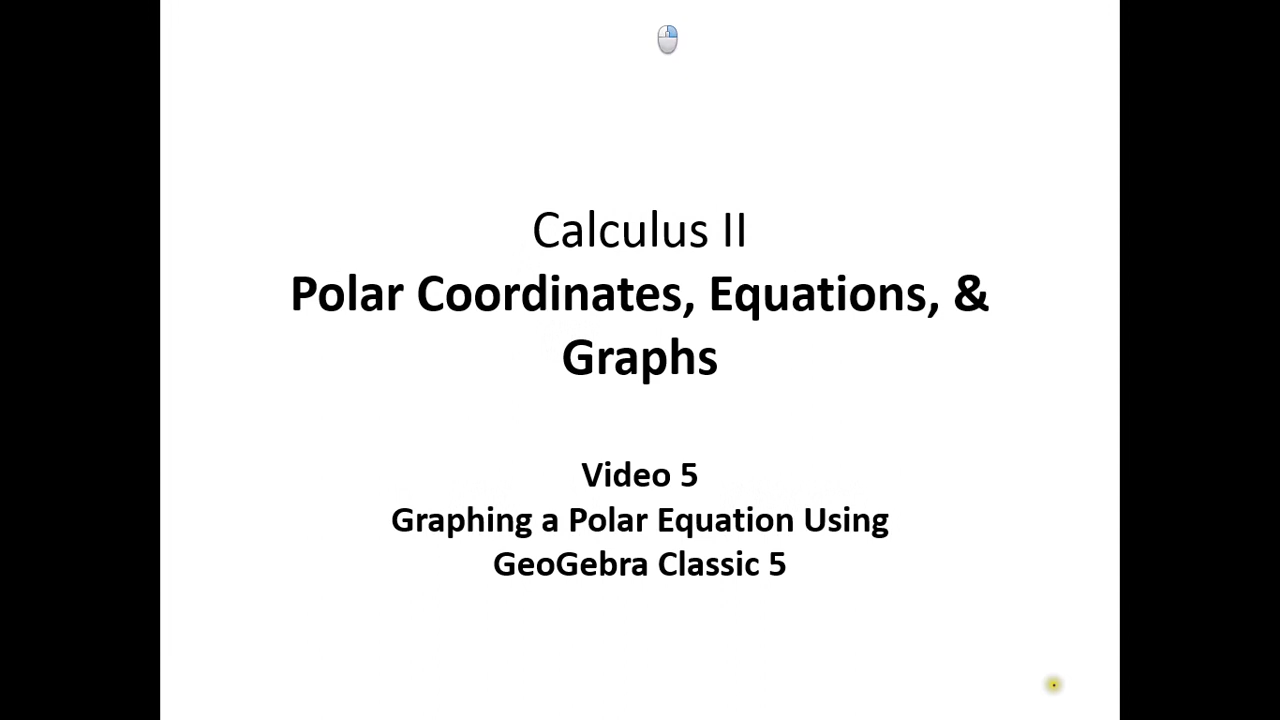 Calculus II
Polar Coordinates, Equations, &
Graphs
Video 5
Graphing a Polar Equation Using
GeoGebra Classic 5